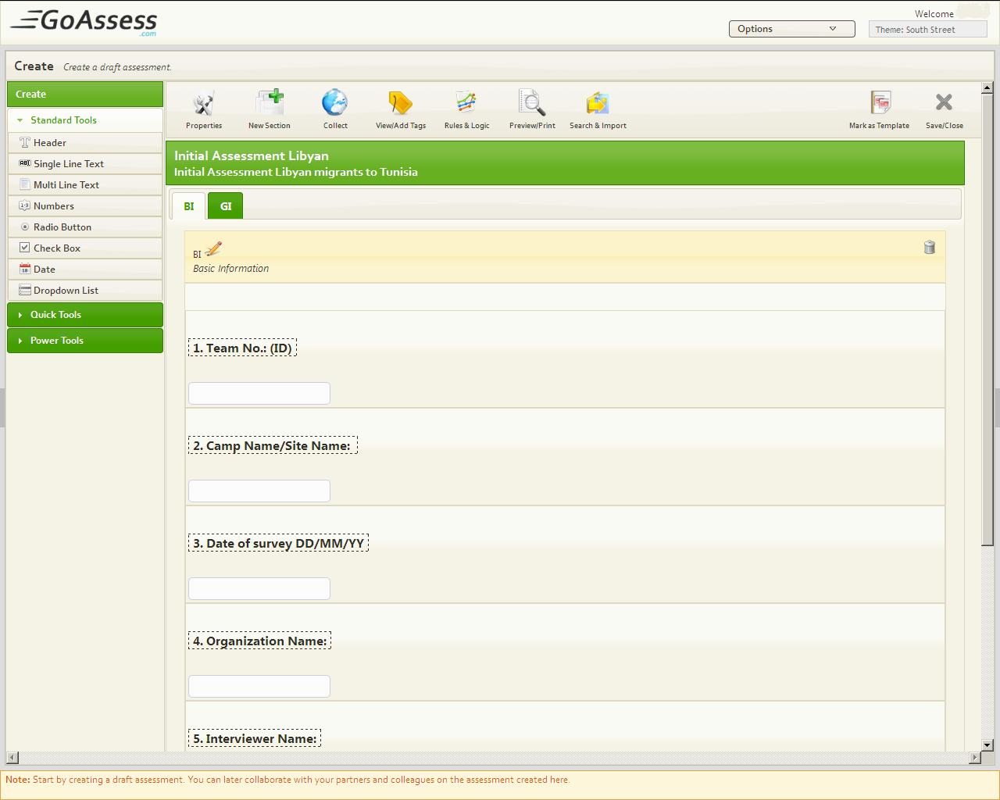 GoAssess
.com
Welcome
Options
Theme: South Street
Create Create a draft assessment.
Create
Standard Tools
Header
Single Line Text
Multi Line Text
Numbers
Radio Button
Check Box
Date
Dropdown List
Quick Tools
Power Tools
Properties
New Section
Collect
View/Add Tags
Rules & Logic
Preview/Print
Search & Import
Mark as Template
Save/Close
Initial Assessment Libyan
Initial Assessment Libyan migrants to Tunisia
BI
GI
BI
Basic Information
1. Team No.: (ID)
2. Camp Name/Site Name:
3. Date of survey DD/MM/YY
4. Organization Name:
5. Interviewer Name:
Note: Start by creating a draft assessment. You can later collaborate with your partners and colleagues on the assessment created here.